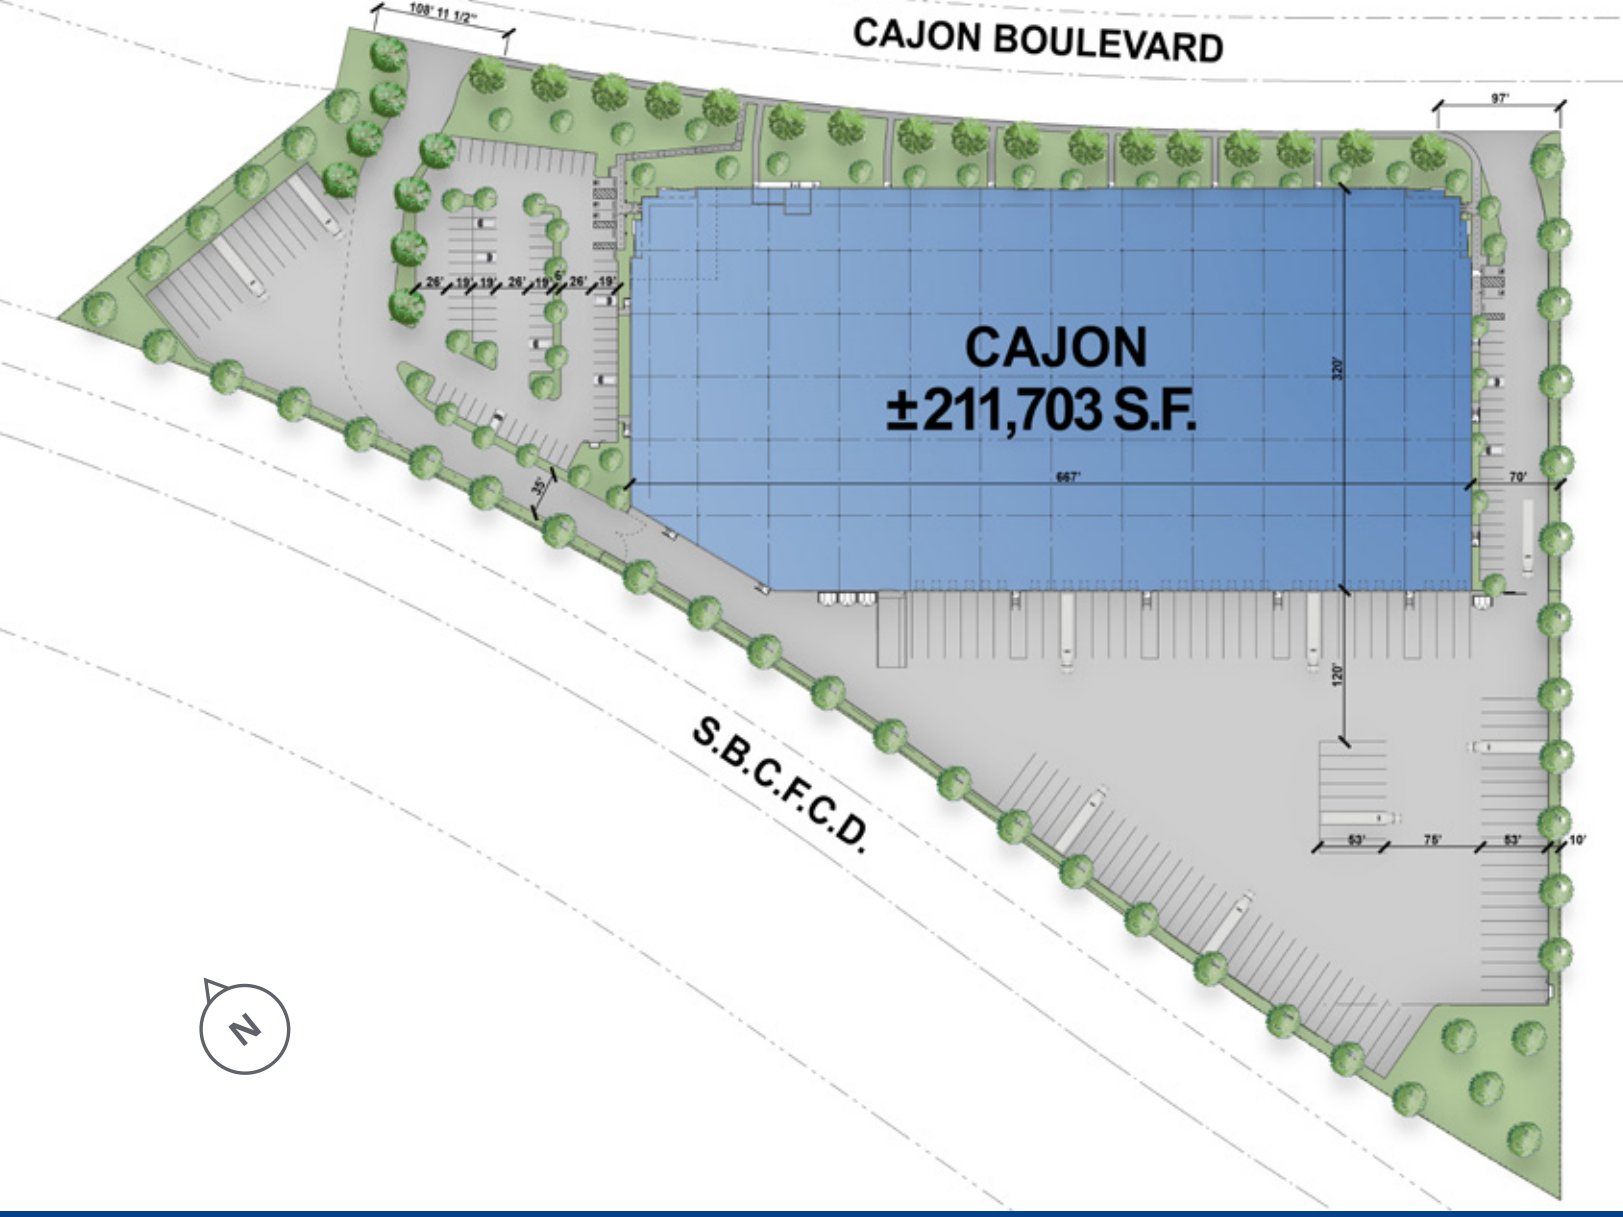 108' 11 1/2"
CAJON BOULEVARD
97'
26' 19' 19' 26' 19' 6' 26' 19'
CAJON
±211,703 S.F.
320'
667'
70'
35'
120'
S.B.C.F.C.D.
53' 75' 53' 10'
N